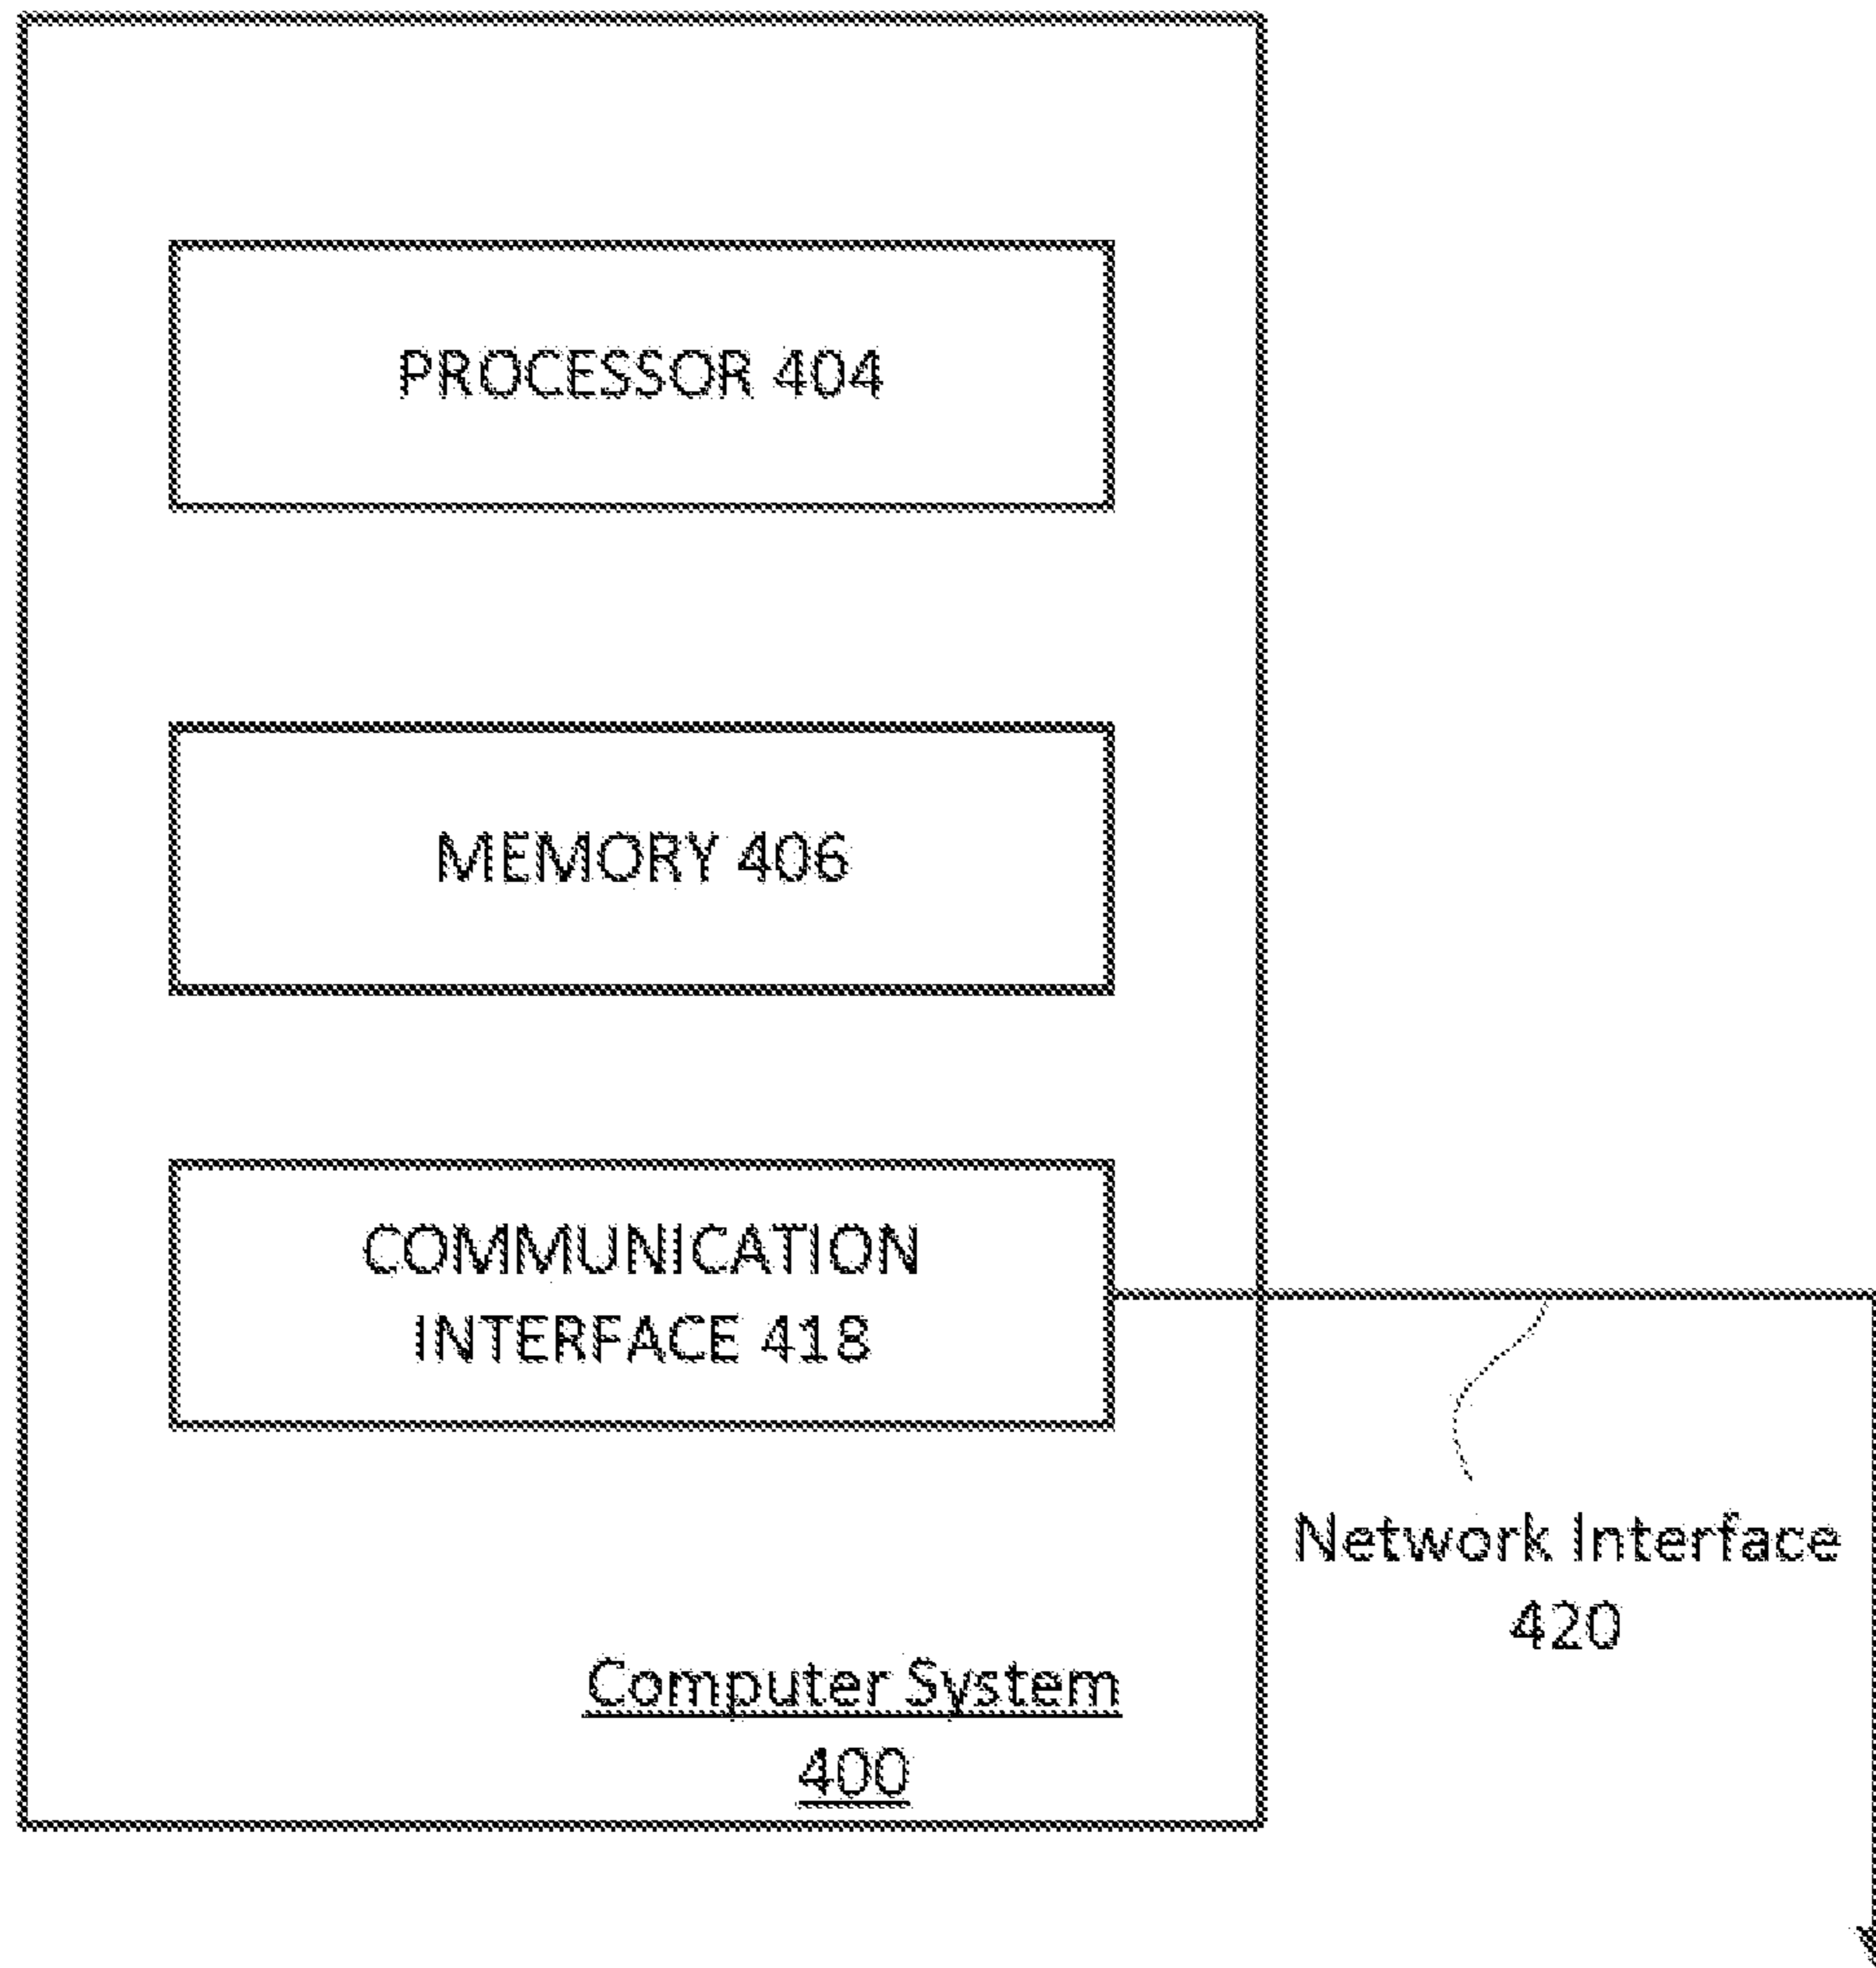 PROCESSOR 404
MEMORY 406
COMMUNICATION
INTERFACE 418
Network Interface
420
Computer System
400